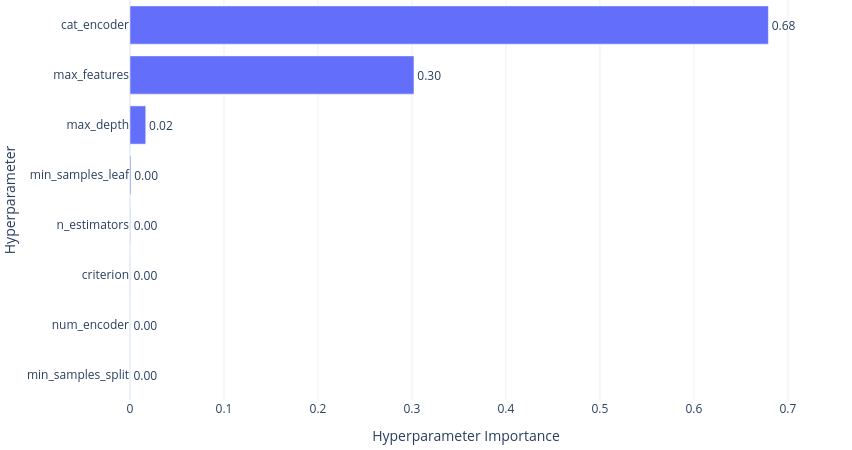 cat_encoder 0.68
max_features 0.30
max_depth 0.02
min_samples_leaf 0.00
n_estimators 0.00
criterion 0.00
num_encoder 0.00
min_samples_split 0.00
0 0.1 0.2 0.3 0.4 0.5 0.6 0.7
Hyperparameter Importance
Hyperparameter